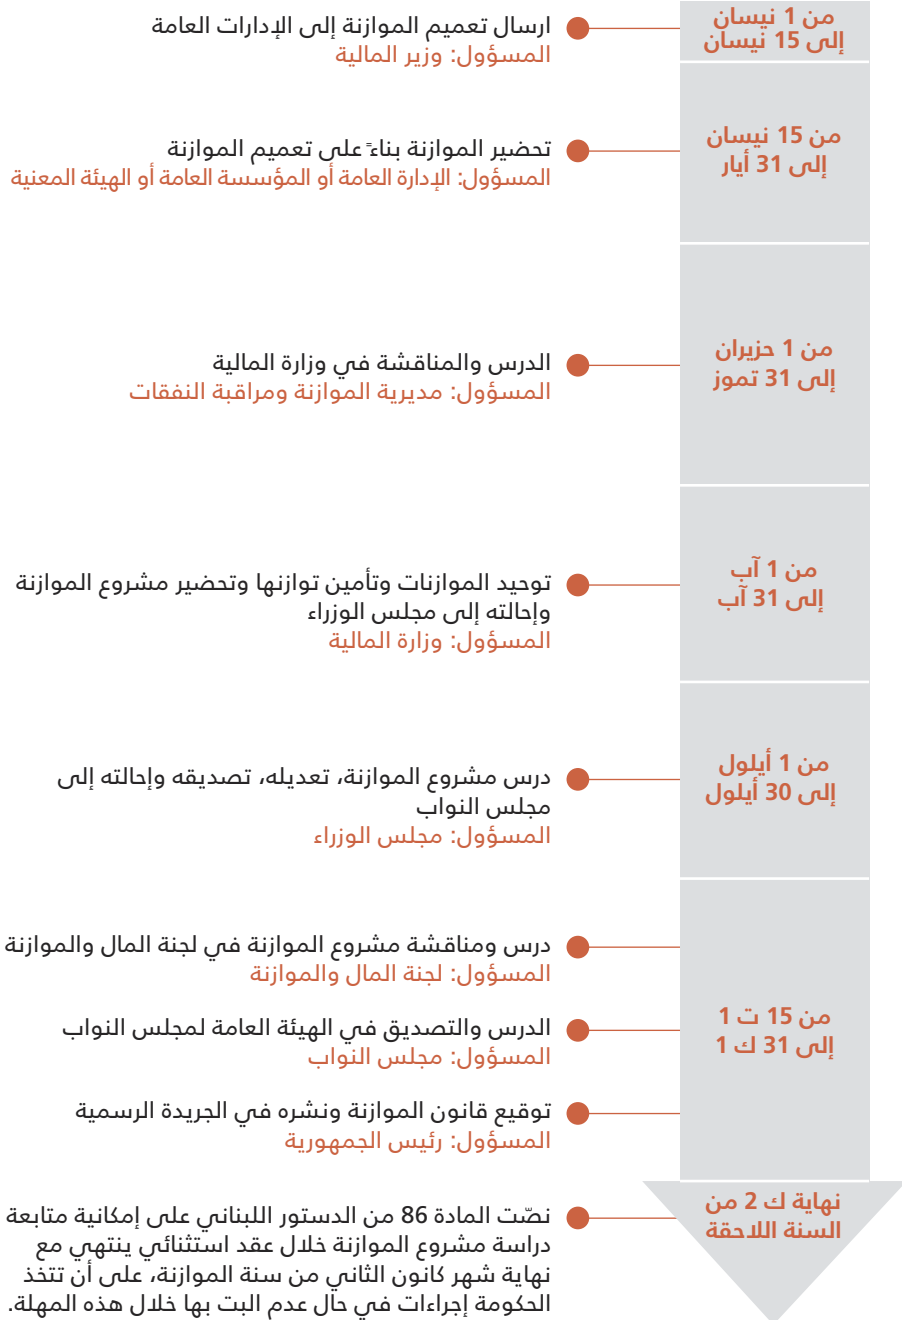 من 1 نيسان
إلى 15 نيسان
ارسال تعميم الموازنة إلى الإدارات العامة
المسؤول: وزير المالية
من 15 نيسان
إلى 31 أيار
تحضير الموازنة بناءً على تعميم الموازنة
المسؤول: الإدارة العامة أو المؤسسة العامة أو الهيئة المعنية
من 1 حزيران
إلى 31 تموز
الدرس والمناقشة في وزارة المالية
المسؤول: مديرية الموازنة ومراقبة النفقات
من 1 آب
إلى 31 آب
توحيد الموازنات وتأمين توازنها وتحضير مشروع الموازنة
وإحالته إلى مجلس الوزراء
المسؤول: وزارة المالية
من 1 أيلول
إلى 30 أيلول
درس مشروع الموازنة، تعديله، تصديقه وإحالته إلى
مجلس النواب
المسؤول: مجلس الوزراء
من 15 ت 1
إلى 31 ك 1
درس ومناقشة مشروع الموازنة في لجنة المال والموازنة
المسؤول: لجنة المال والموازنة
الدرس والتصديق في الهيئة العامة لمجلس النواب
المسؤول: مجلس النواب
توقيع قانون الموازنة ونشره في الجريدة الرسمية
المسؤول: رئيس الجمهورية
نهاية ك 2 من
السنة اللاحقة
نصّت المادة 86 من الدستور اللبناني على إمكانية متابعة
دراسة مشروع الموازنة خلال عقد استثنائي ينتهي مع
نهاية شهر كانون الثاني من سنة الموازنة، على أن تتخذ
الحكومة إجراءات في حال عدم البت بها خلال هذه المهلة.